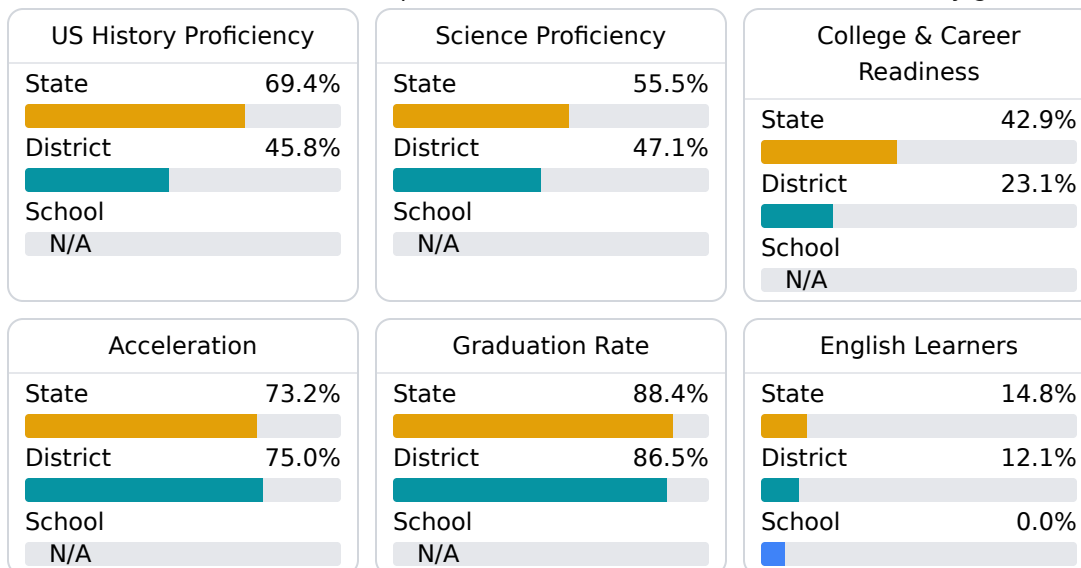 US History Proficiency
State 69.4%
District 45.8%
School
N/A
Science Proficiency
State 55.5%
District 47.1%
School
N/A
College & Career
Readiness
State 42.9%
District 23.1%
School
N/A
Acceleration
State 73.2%
District 75.0%
School
N/A
Graduation Rate
State 88.4%
District 86.5%
School
N/A
English Learners
State 14.8%
District 12.1%
School 0.0%